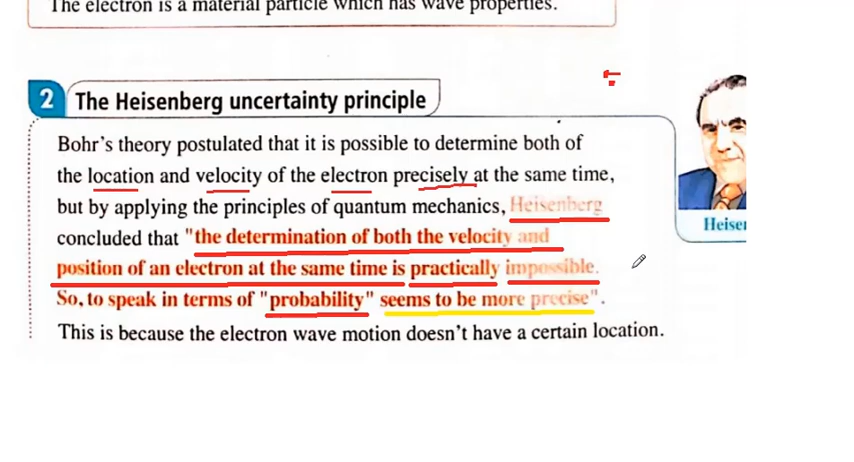 The electron is a material particle which has wave properties.
2 The Heisenberg uncertainty principle
Bohr's theory postulated that it is possible to determine both of
the location and velocity of the electron precisely at the same time,
but by applying the principles of quantum mechanics, Heisenberg
concluded that "the determination of both the velocity and
position of an electron at the same time is practically impossible.
So, to speak in terms of "probability" seems to be more precise".
This is because the electron wave motion doesn't have a certain location.
Heisen